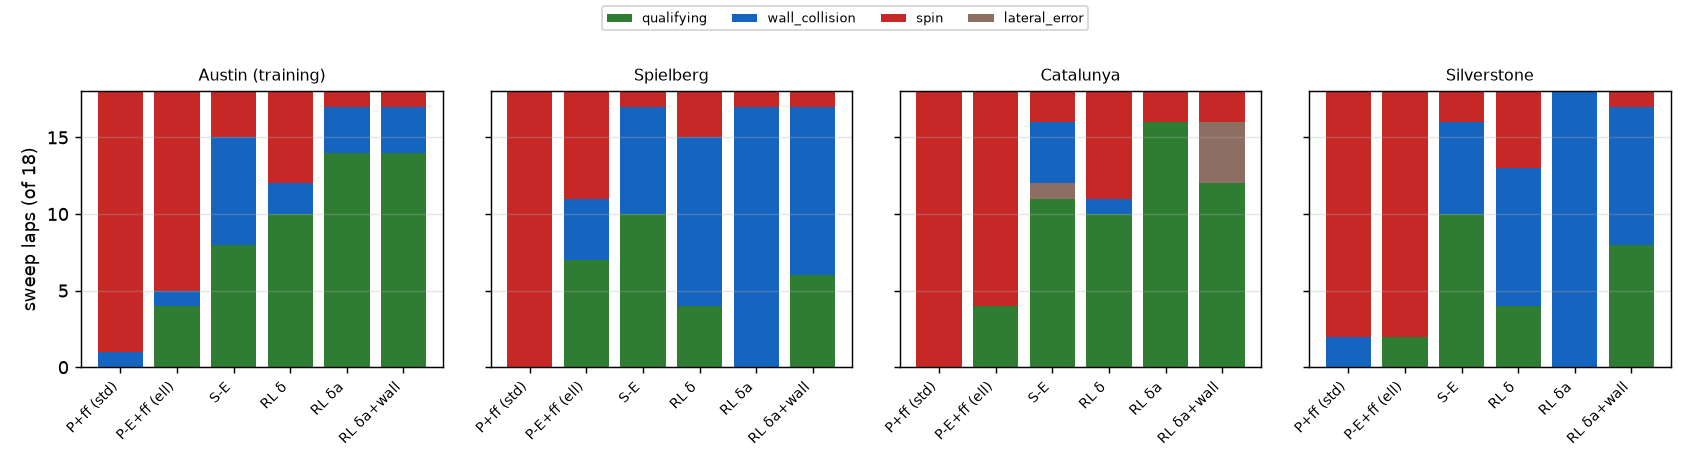 qualifying wall_collision spin lateral_error
Austin (training)
Spielberg
Catalunya
Silverstone
sweep laps (of 18)
15
10
5
0
P+ff (std)
P-E+ff (ell)
S-E
RL δ
RL δa
RL δa+wall
P+ff (std)
P-E+ff (ell)
S-E
RL δ
RL δa
RL δa+wall
P+ff (std)
P-E+ff (ell)
S-E
RL δ
RL δa
RL δa+wall
P+ff (std)
P-E+ff (ell)
S-E
RL δ
RL δa
RL δa+wall